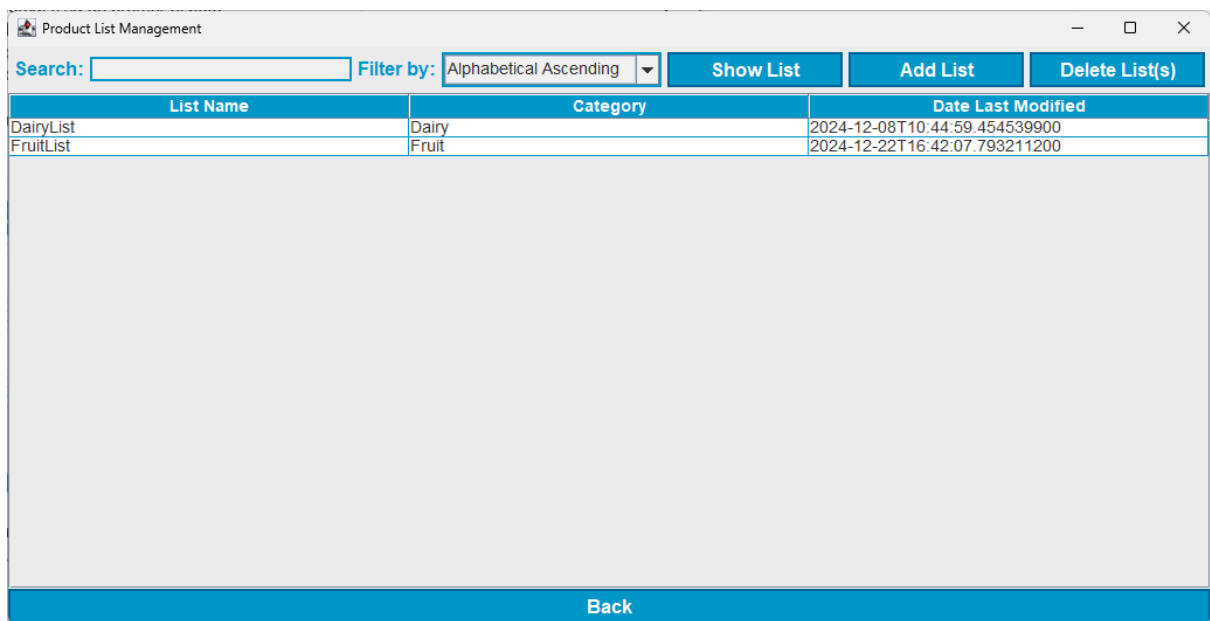 Product List Management
Search: Filter by: Alphabetical Ascending Show List Add List Delete List(s)
List Name Category Date Last Modified
DairyList Dairy 2024-12-08T10:44:59.454539900
FruitList Fruit 2024-12-22T16:42:07.793211200
Back